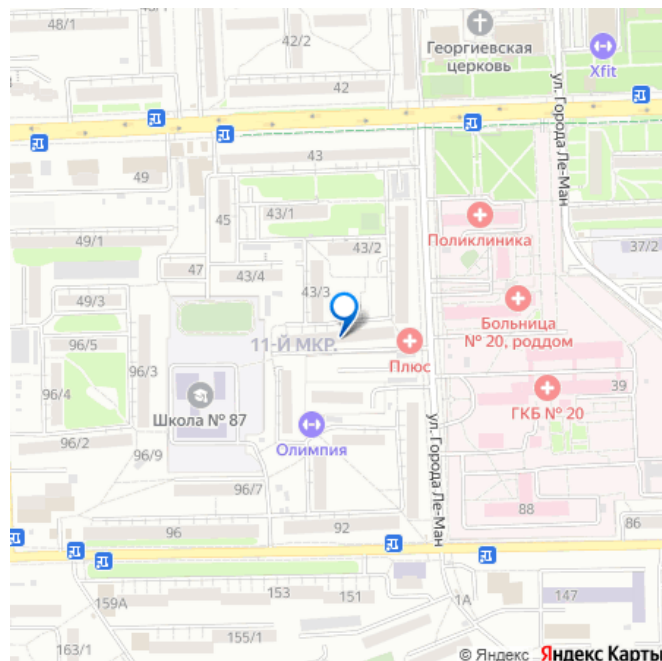 48/1
42/2
Георгиевская
церковь
Xfit
42
ул. Города Ле-Ман
43
49
43/1
45
Поликлиника
49/1
43/2
37/2
47
43/4
43/3
49/3
Больница
№ 20, роддом
11-Й МКР.
96/5
Плюс
96/3
39
96/4
ГКБ № 20
Школа № 87
ул. Города Ле-Ман
96/2
Олимпия
96/9
96/7
88
96
92
86
153
151
147
159А
1А
155/1
163/1
© Яндекс Яндекс Карты